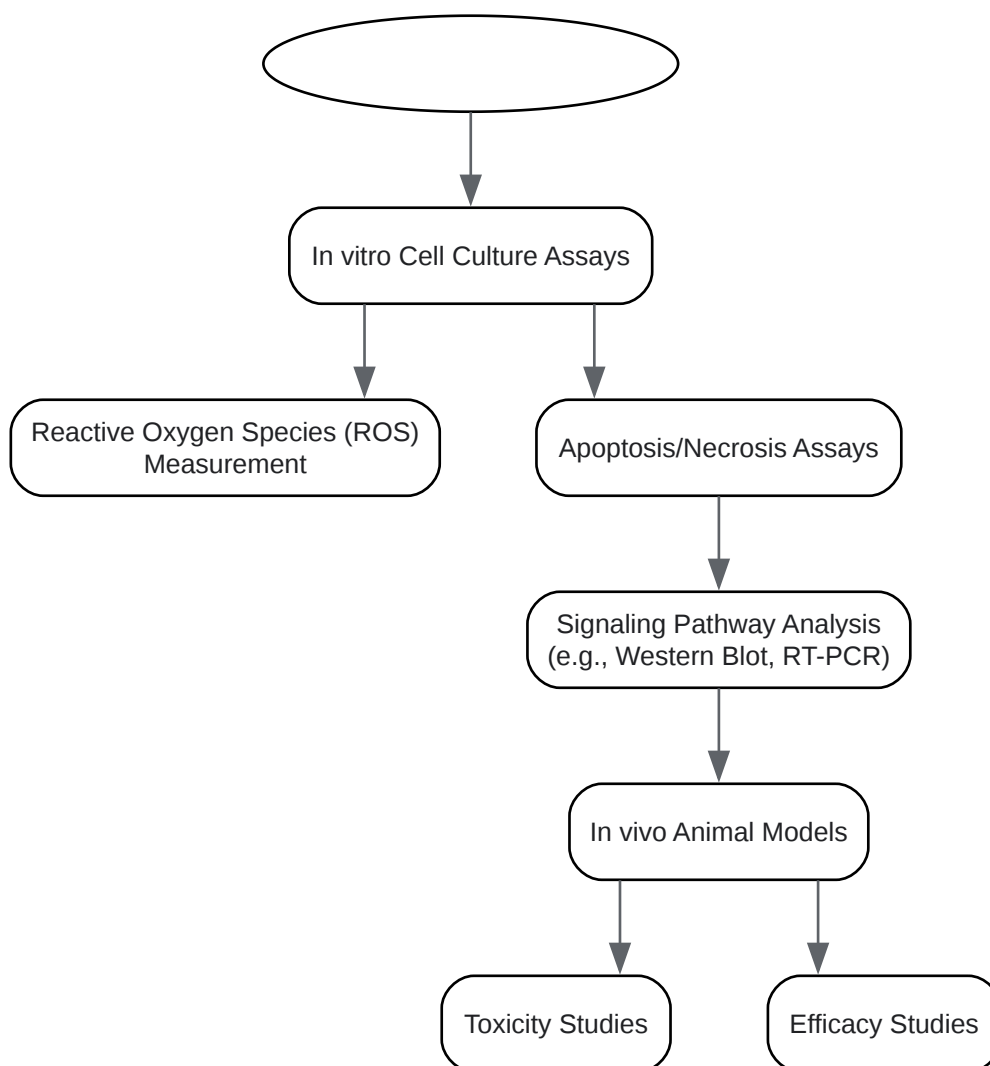 In vitro Cell Culture Assays
Reactive Oxygen Species (ROS)
Measurement
Apoptosis/Necrosis Assays
Signaling Pathway Analysis
(e.g., Western Blot, RT-PCR)
In vivo Animal Models
Toxicity Studies
Efficacy Studies